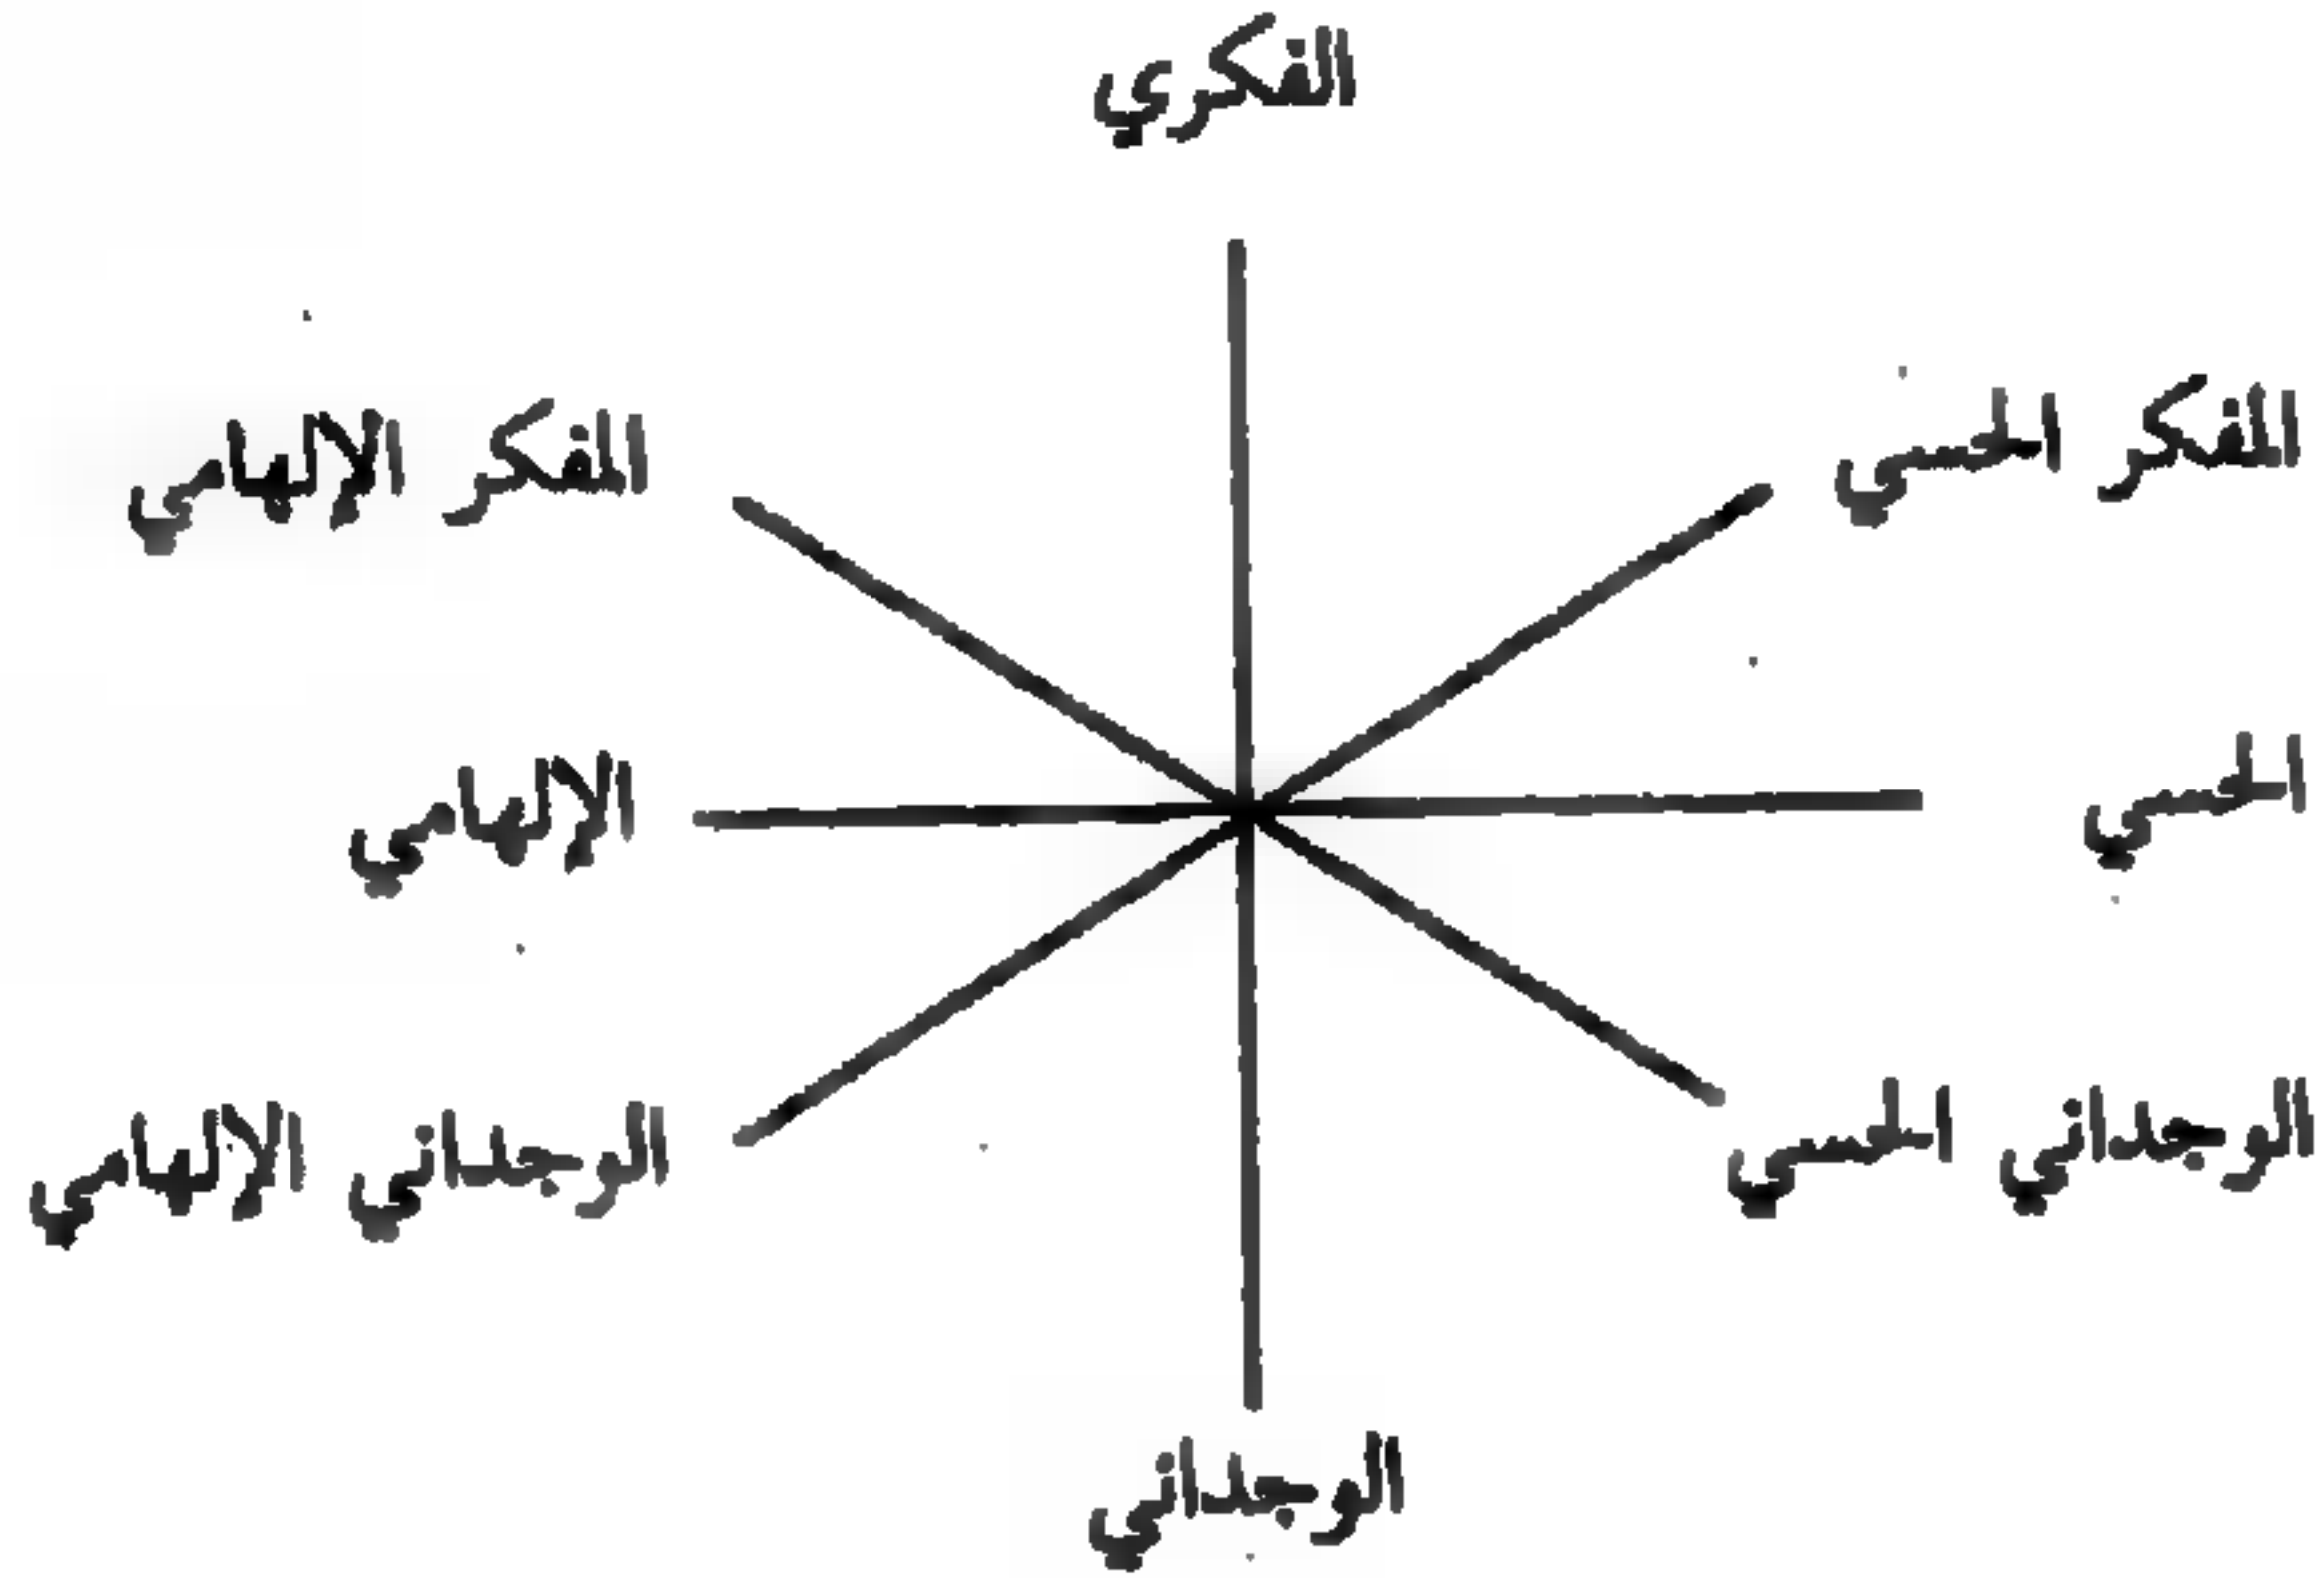 الفكري
المفكر الحسي
المفكر الإلهامي
الحسي
الإلهامي
الوجداني الحسي
الوجداني الإلهامي
الوجداني